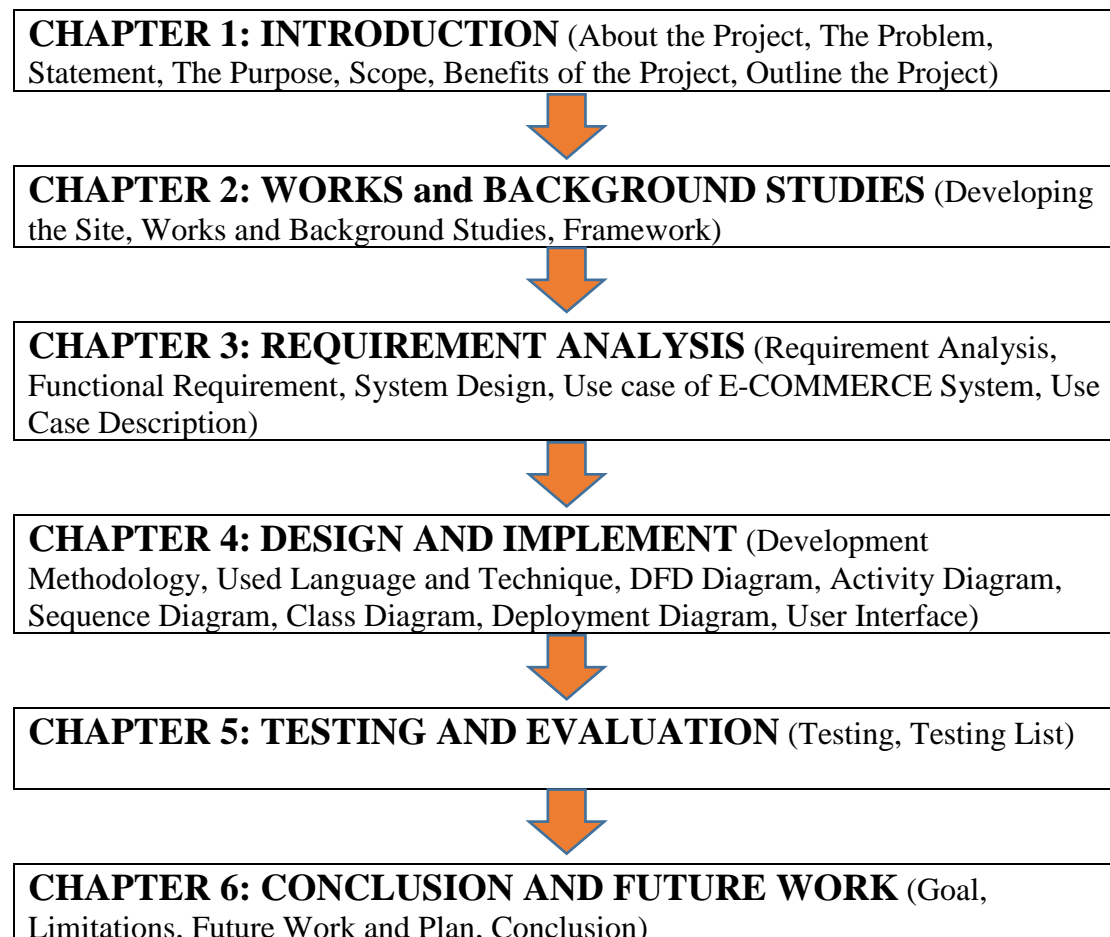 CHAPTER 1: INTRODUCTION (About the Project, The Problem,
Statement, The Purpose, Scope, Benefits of the Project, Outline the Project)
CHAPTER 2: WORKS and BACKGROUND STUDIES (Developing
the Site, Works and Background Studies, Framework)
CHAPTER 3: REQUIREMENT ANALYSIS (Requirement Analysis,
Functional Requirement, System Design, Use case of E-COMMERCE System, Use
Case Description)
CHAPTER 4: DESIGN AND IMPLEMENT (Development
Methodology, Used Language and Technique, DFD Diagram, Activity Diagram,
Sequence Diagram, Class Diagram, Deployment Diagram, User Interface)
CHAPTER 5: TESTING AND EVALUATION (Testing, Testing List)
CHAPTER 6: CONCLUSION AND FUTURE WORK (Goal,
Limitations, Future Work and Plan, Conclusion)